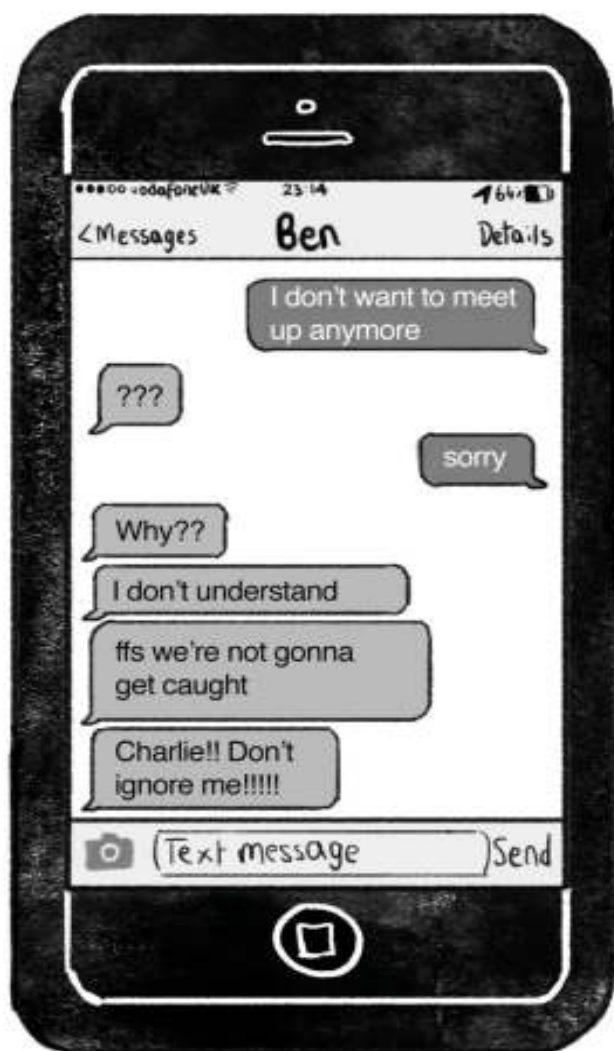 ●●●○○ vodafone UK 23:14 64%
<Messages Ben Details
I don't want to meet
up anymore
???
sorry
Why??
I don't understand
ffs we're not gonna
get caught
Charlie!! Don't
ignore me!!!!!
Text message Send